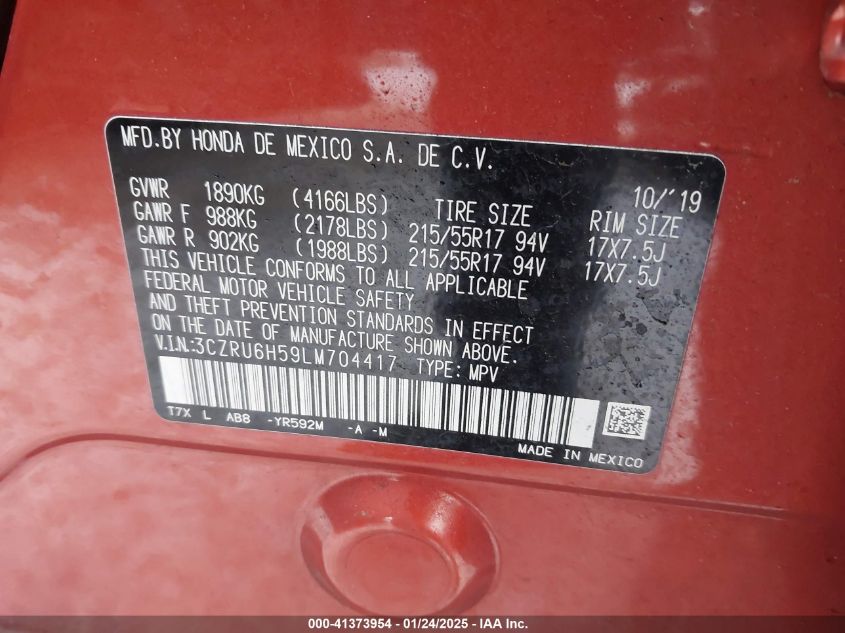 MFD.BY HONDA DE MEXICO S.A. DE C.V.
10/'19
GVWR 1890KG (4166LBS) TIRE SIZE RIM SIZE
GAWR F 988KG (2178LBS) 215/55R17 94V 17X7.5J
GAWR R 902KG (1988LBS) 215/55R17 94V 17X7.5J
THIS VEHICLE CONFORMS TO ALL APPLICABLE
FEDERAL MOTOR VEHICLE SAFETY
AND THEFT PREVENTION STANDARDS IN EFFECT
ON THE DATE OF MANUFACTURE SHOWN ABOVE.
V.I.N.:3CZRU6H59LM704417 TYPE: MPV
T7X L AB8 -YR592M -A -M
MADE IN MEXICO
000-41373954 - 01/24/2025 - IAA Inc.